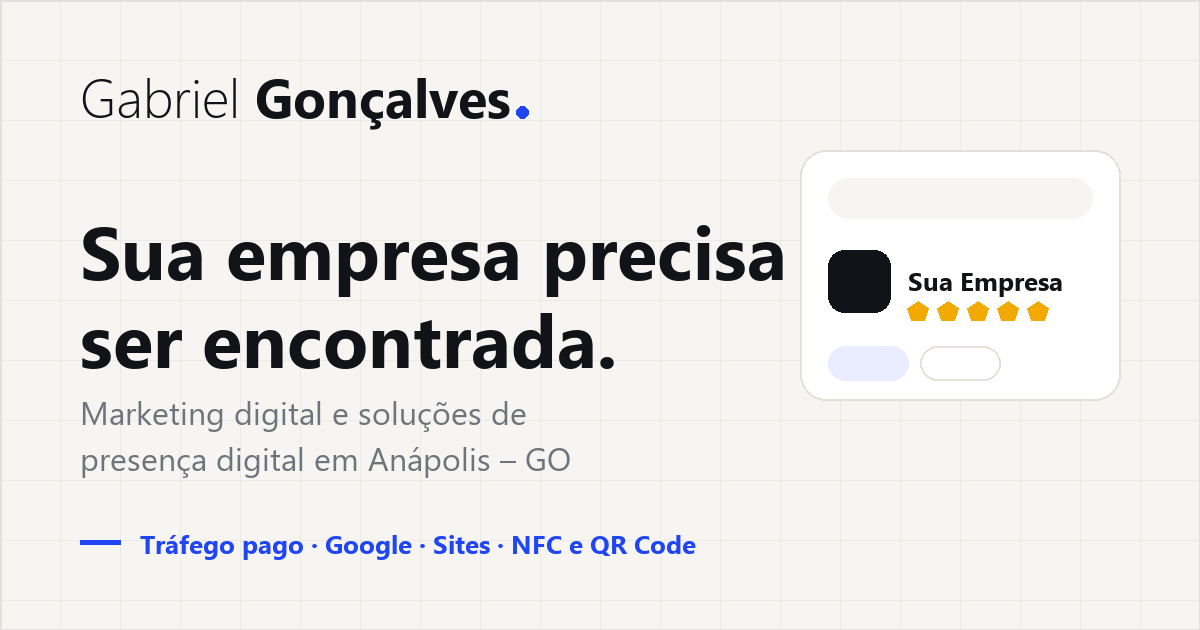 Gabriel Gonçalves.
Sua empresa precisa
ser encontrada.
Marketing digital e soluções de
presença digital em Anápolis – GO
Tráfego pago · Google · Sites · NFC e QR Code
Sua Empresa